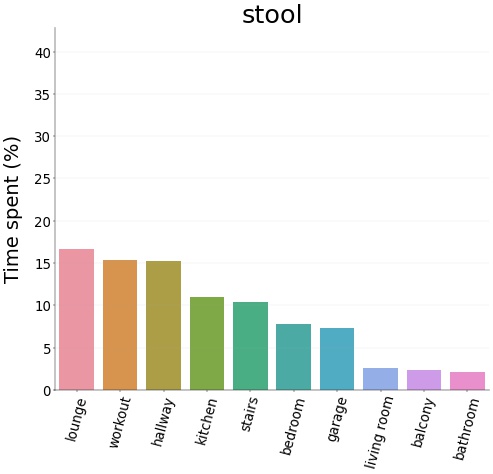 stool
Time spent (%)
40
35
30
25
20
15
10
5
0
lounge
workout
hallway
kitchen
stairs
bedroom
garage
living room
balcony
bathroom